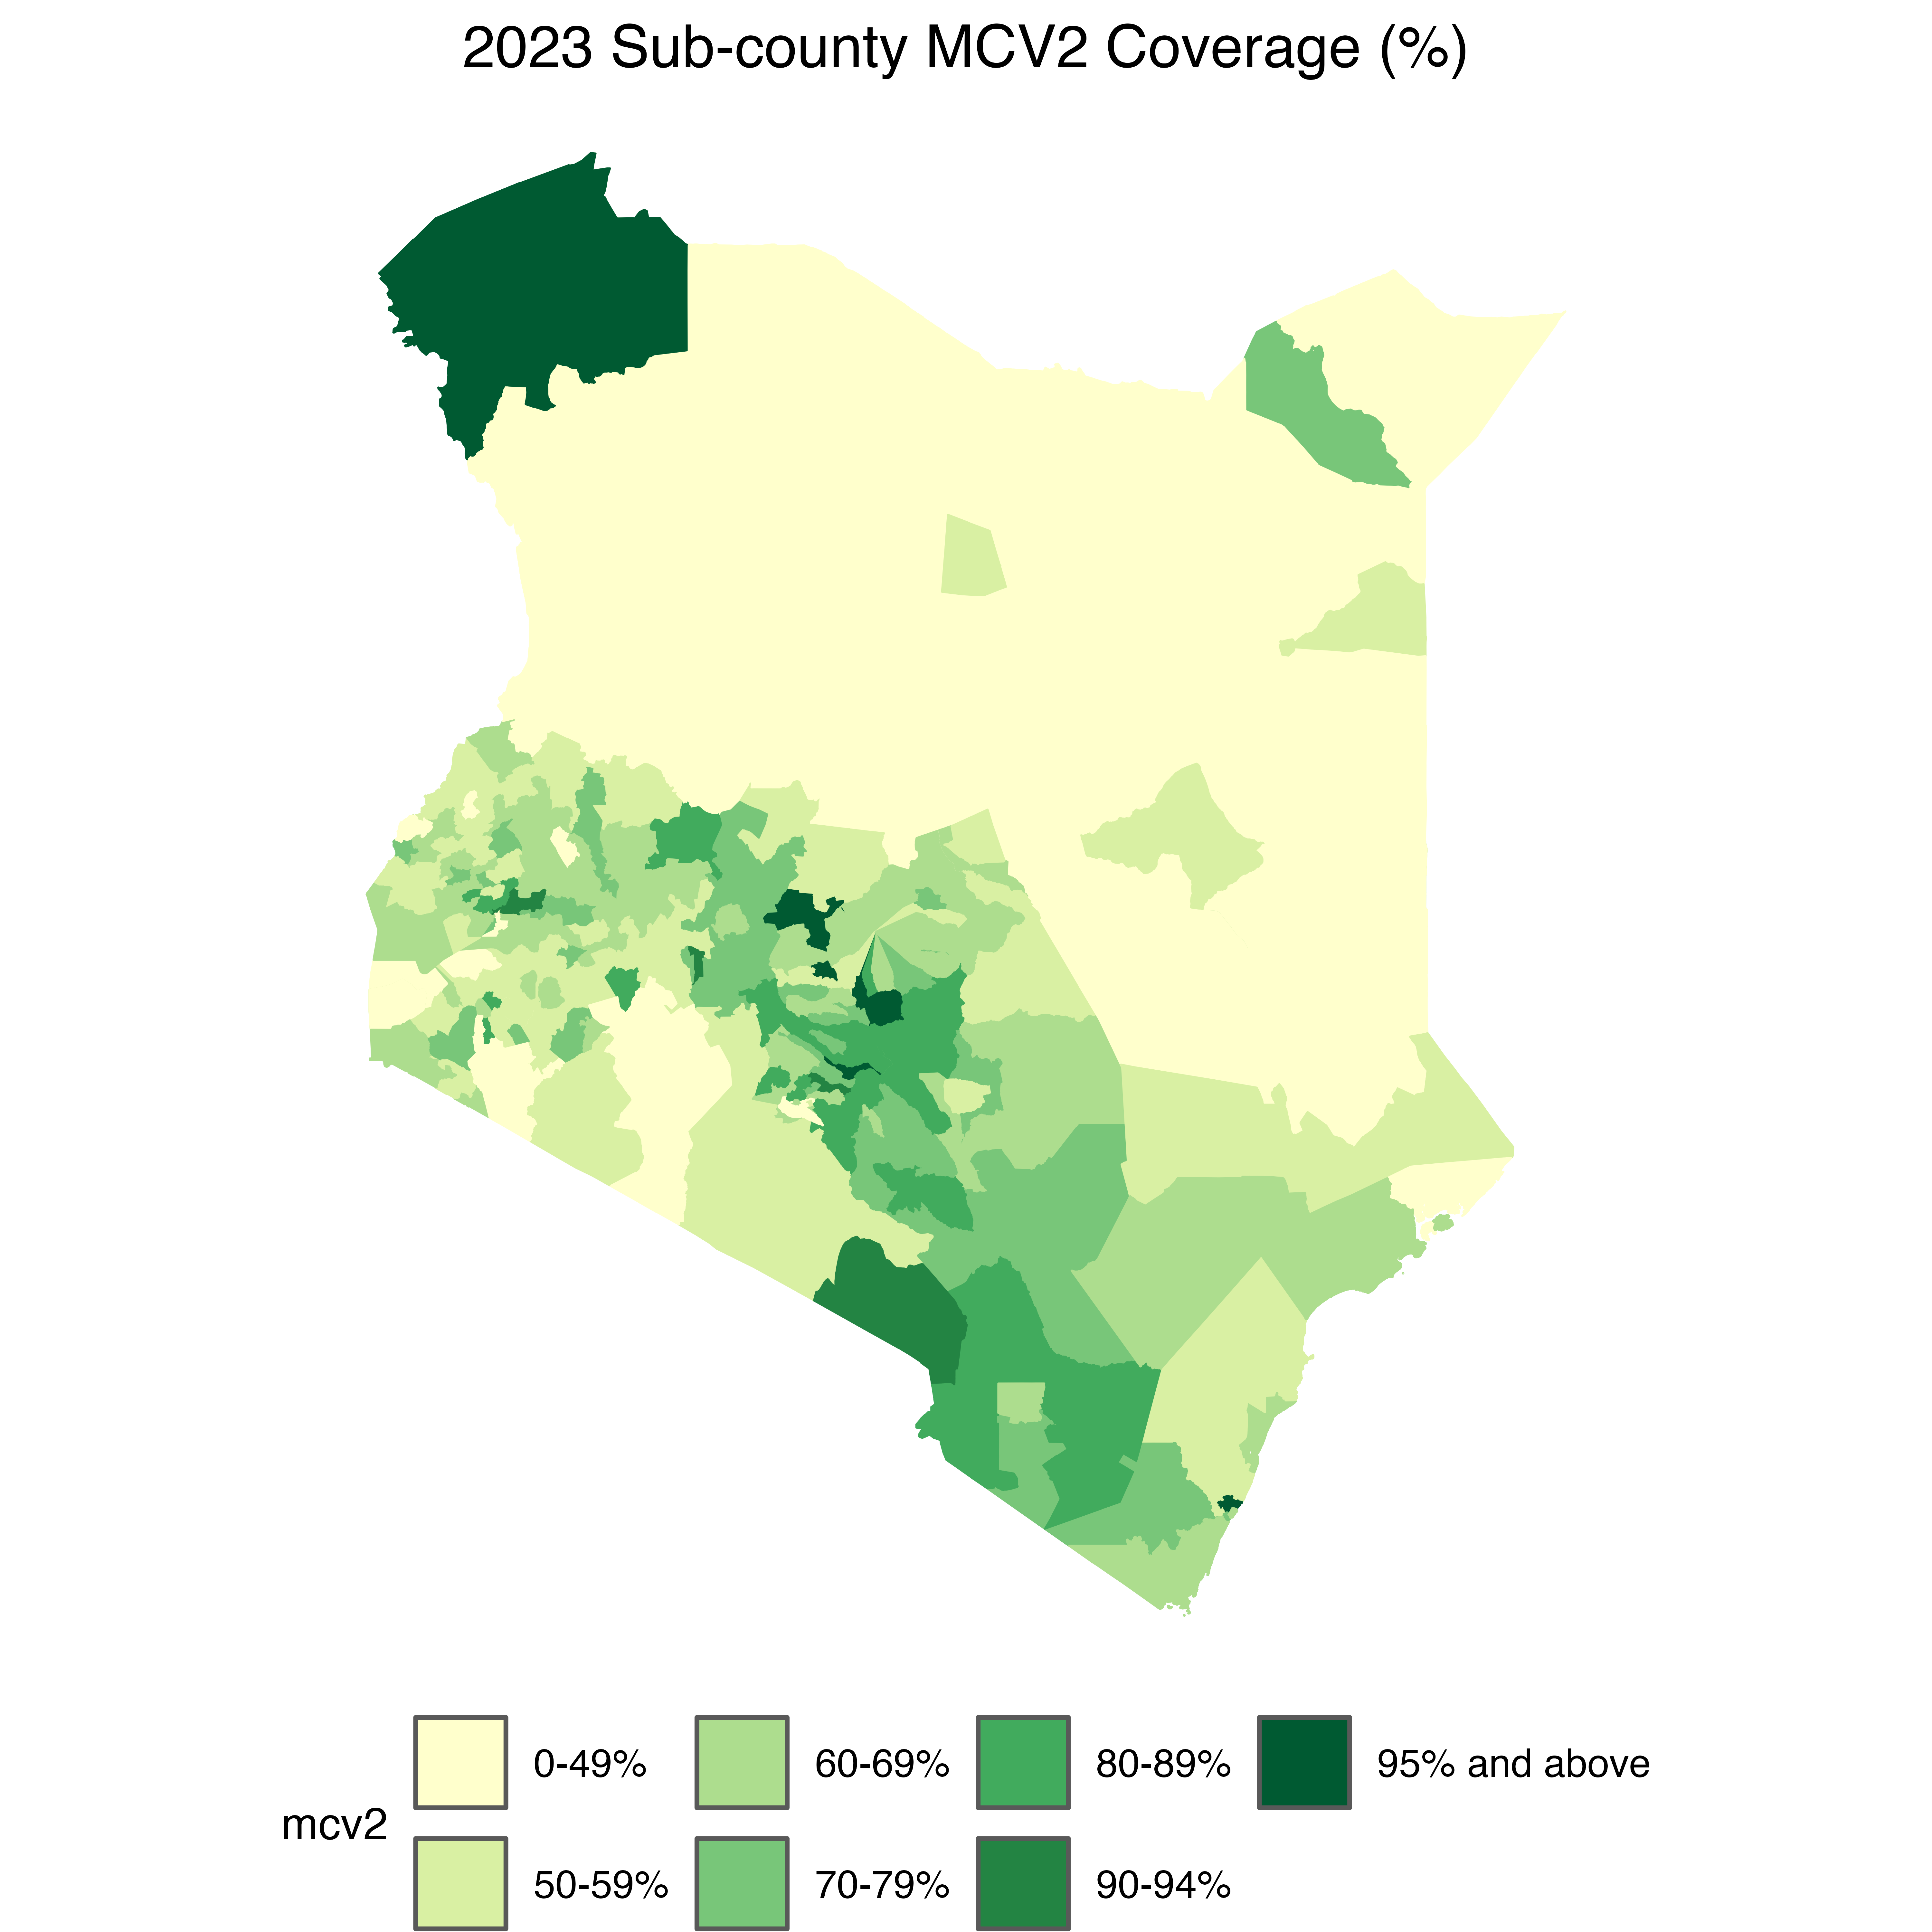 2023 Sub-county MCV2 Coverage (%)
mcv2
0-49%
60-69%
80-89%
95% and above
50-59%
70-79%
90-94%